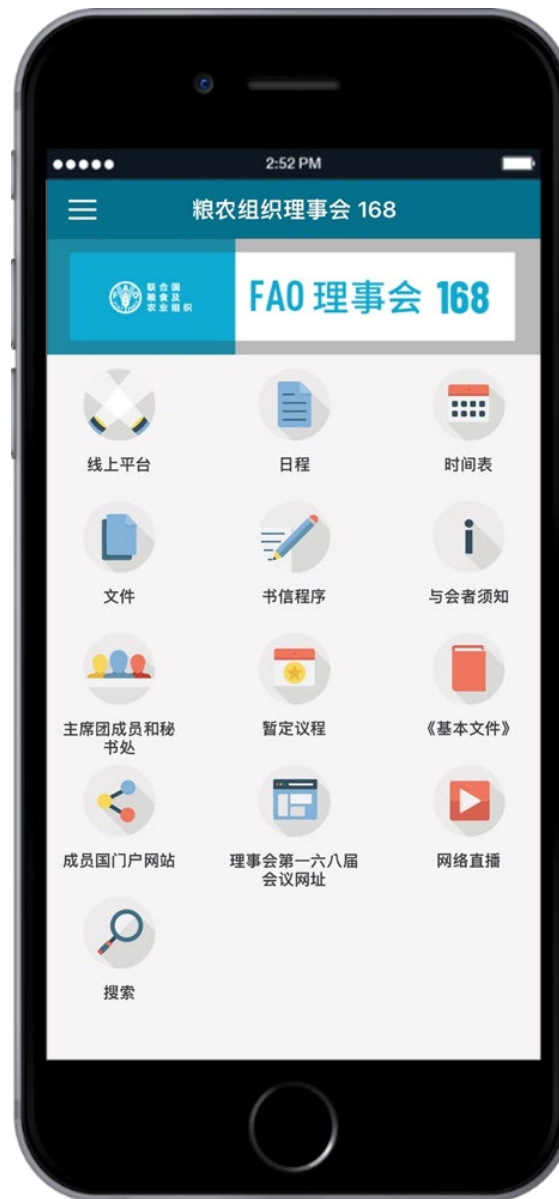 2:52 PM
粮农组织理事会 168
联合国
粮食及
农业组织
FAO 理事会 168
线上平台
日程
时间表
文件
书信程序
与会者须知
主席团成员和秘
书处
暂定议程
《基本文件》
成员国门户网站
理事会第一六八届
会议网址
网络直播
搜索